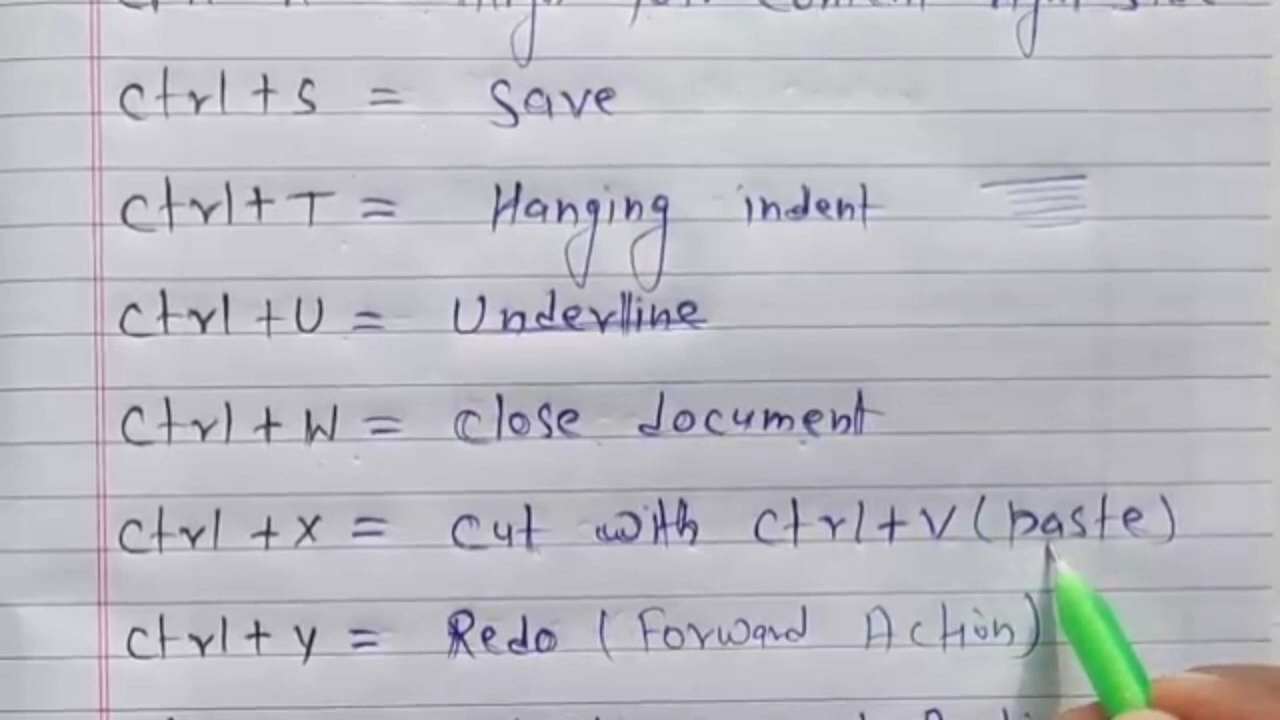 Ctrl + S = Save
Ctrl + T = Hanging indent
Ctrl + U = Underline
Ctrl + W = Close document
Ctrl + X = Cut with Ctrl + V (paste)
Ctrl + y = Redo (Forward Action)